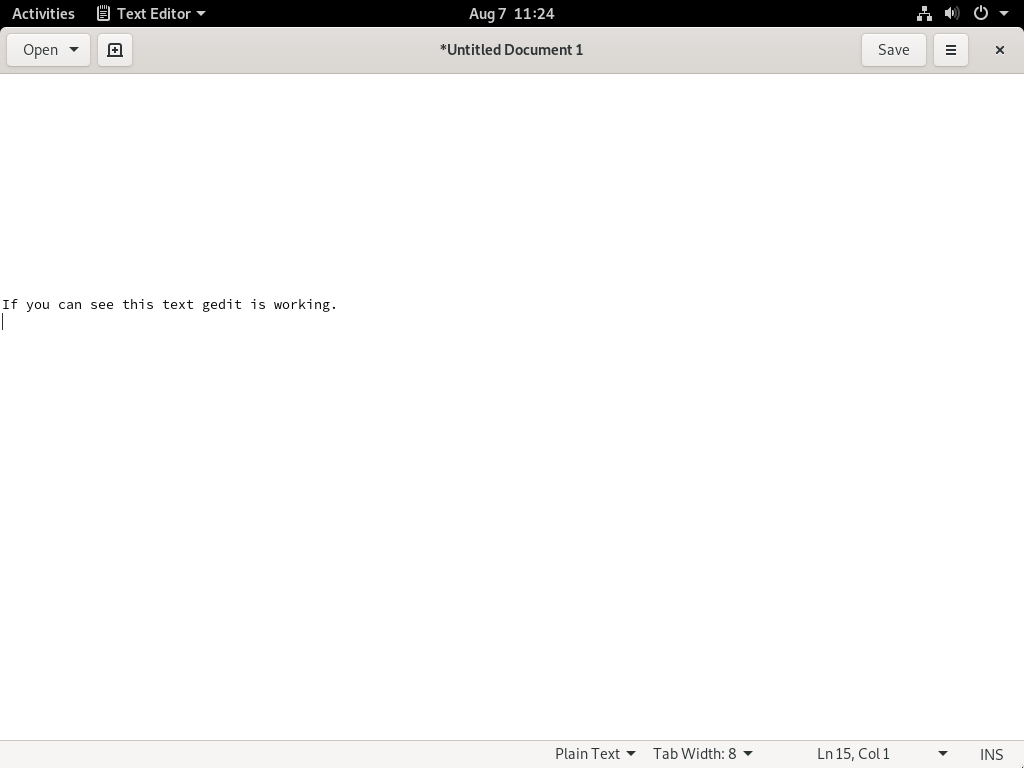 Activities Text Editor Aug 7 11:24
Open *Untitled Document 1 Save
If you can see this text gedit is working.
Plain Text Tab Width: 8 Ln 15, Col 1 INS